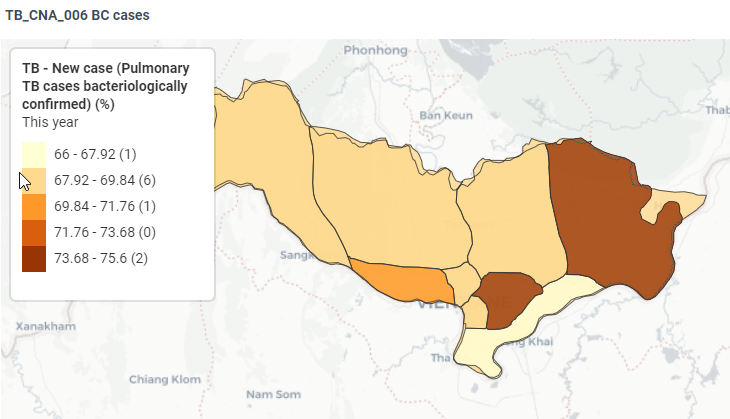 TB_CNA_006 BC cases
TB - New case (Pulmonary
TB cases bacteriologically
confirmed) (%)
This year
66 - 67.92 (1)
67.92 - 69.84 (6)
69.84 - 71.76 (1)
71.76 - 73.68 (0)
73.68 - 75.6 (2)
Phonhong
Ban Keun
Thab
Sangk
Xanakham
Tha
ng Khai
Chiang Klom
Nam Som